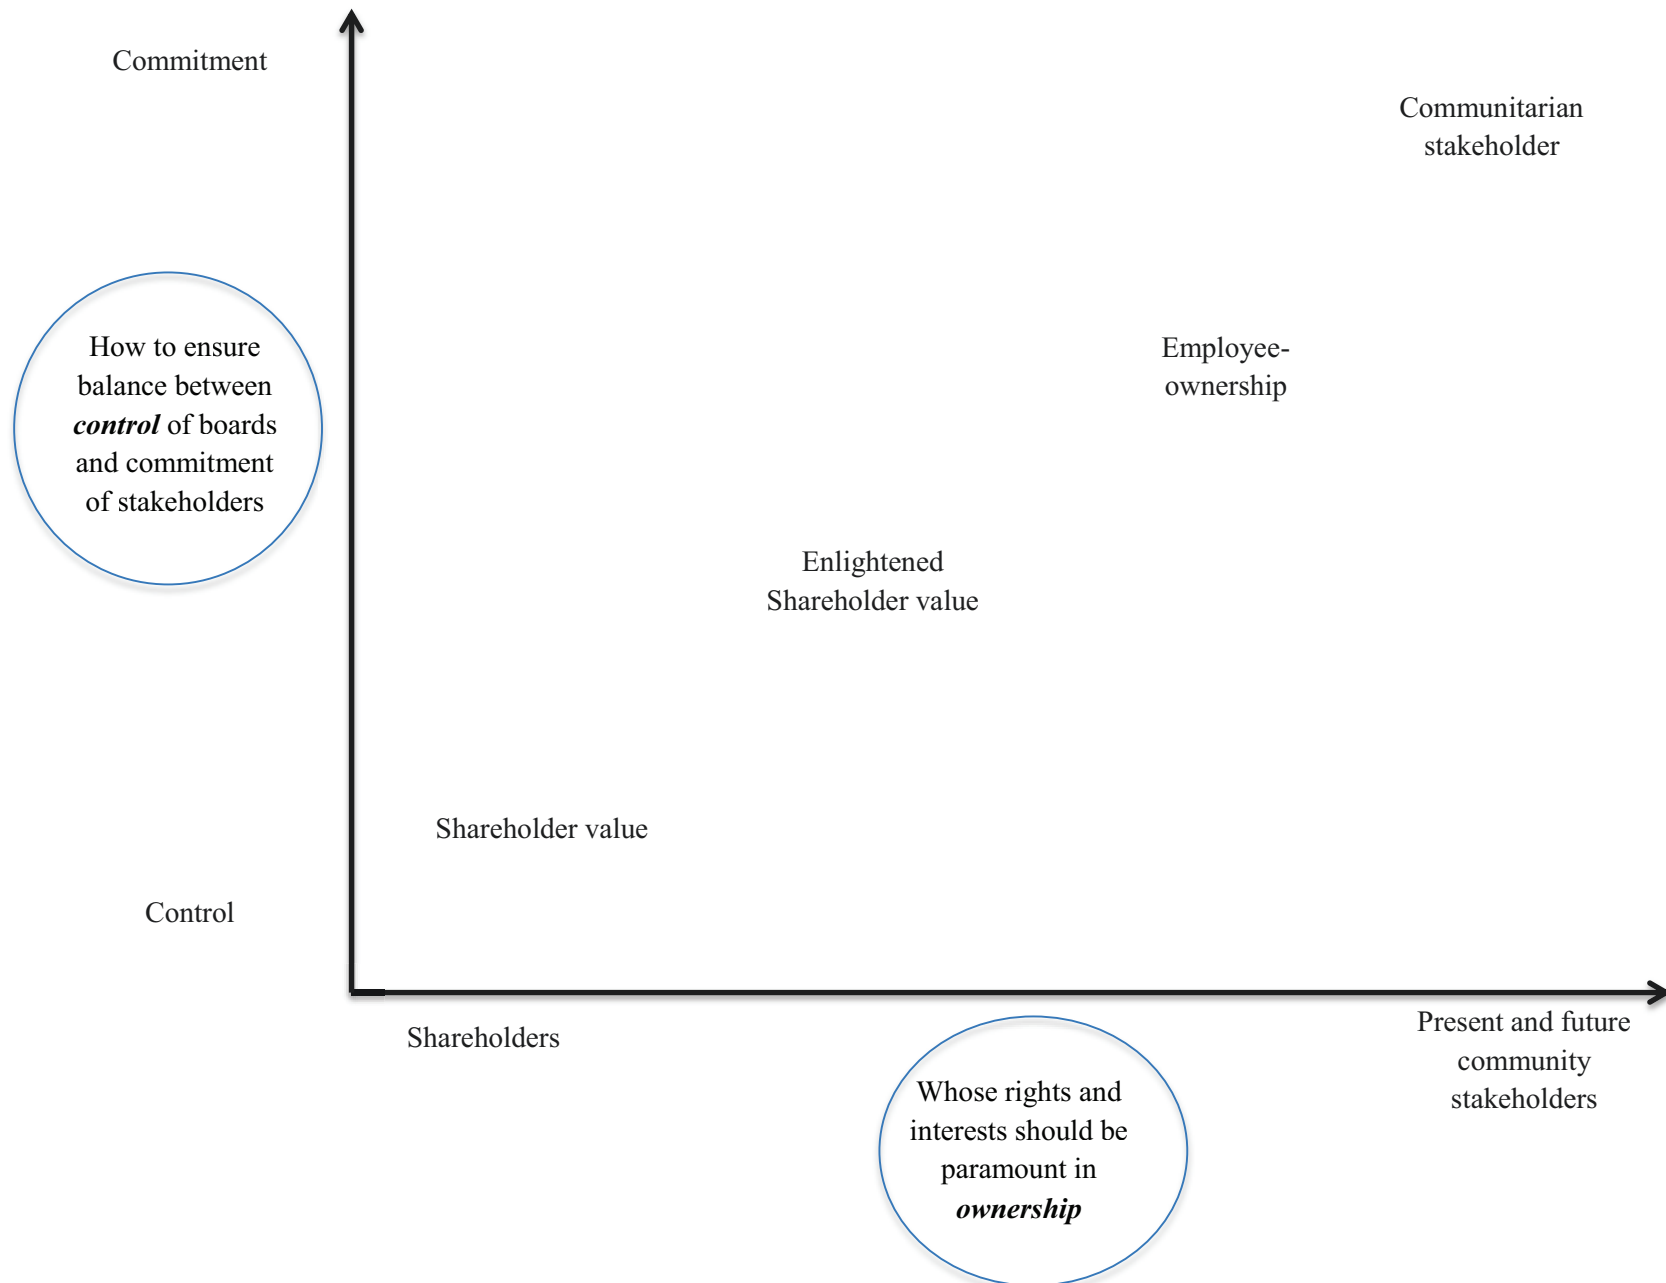 Commitment
Communitarian
stakeholder
How to ensure
balance between
control of boards
and commitment
of stakeholders
Employee-
ownership
Enlightened
Shareholder value
Shareholder value
Control
Shareholders
Present and future
community
stakeholders
Whose rights and
interests should be
paramount in
ownership